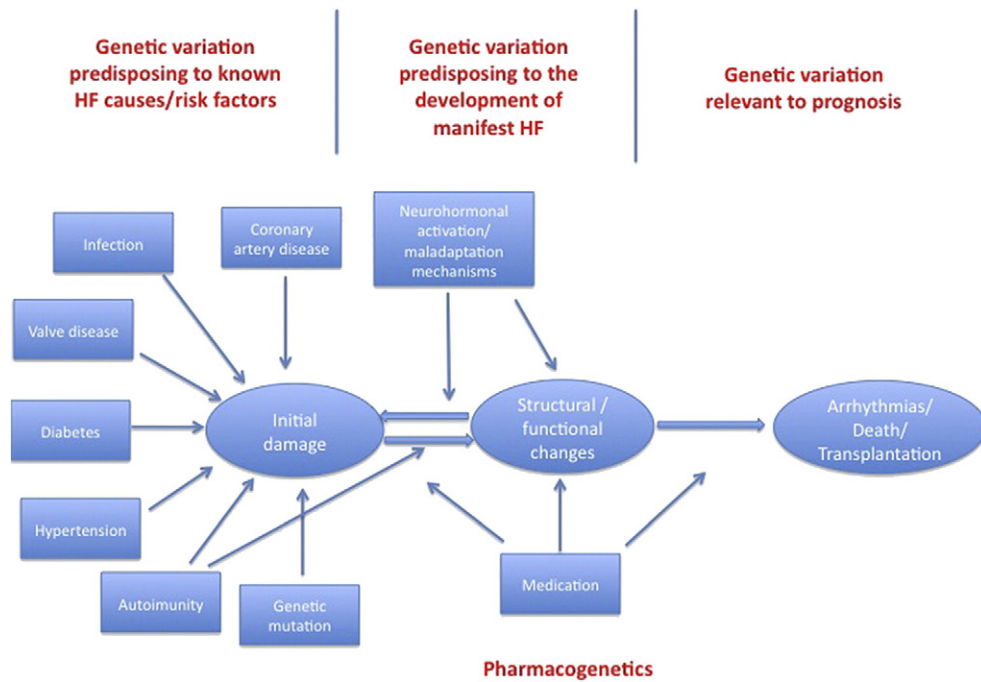 Genetic variation
predisposing to known
HF causes/risk factors
Genetic variation
predisposing to the
development of
manifest HF
Genetic variation
relevant to prognosis
Infection
Coronary
artery disease
Neurohormonal
activation/
maladaptation
mechanisms
Valve disease
Diabetes
Initial
damage
Structural /
functional
changes
Arrhythmias/
Death/
Transplantation
Hypertension
Autoimunity
Genetic
mutation
Medication
Pharmacogenetics